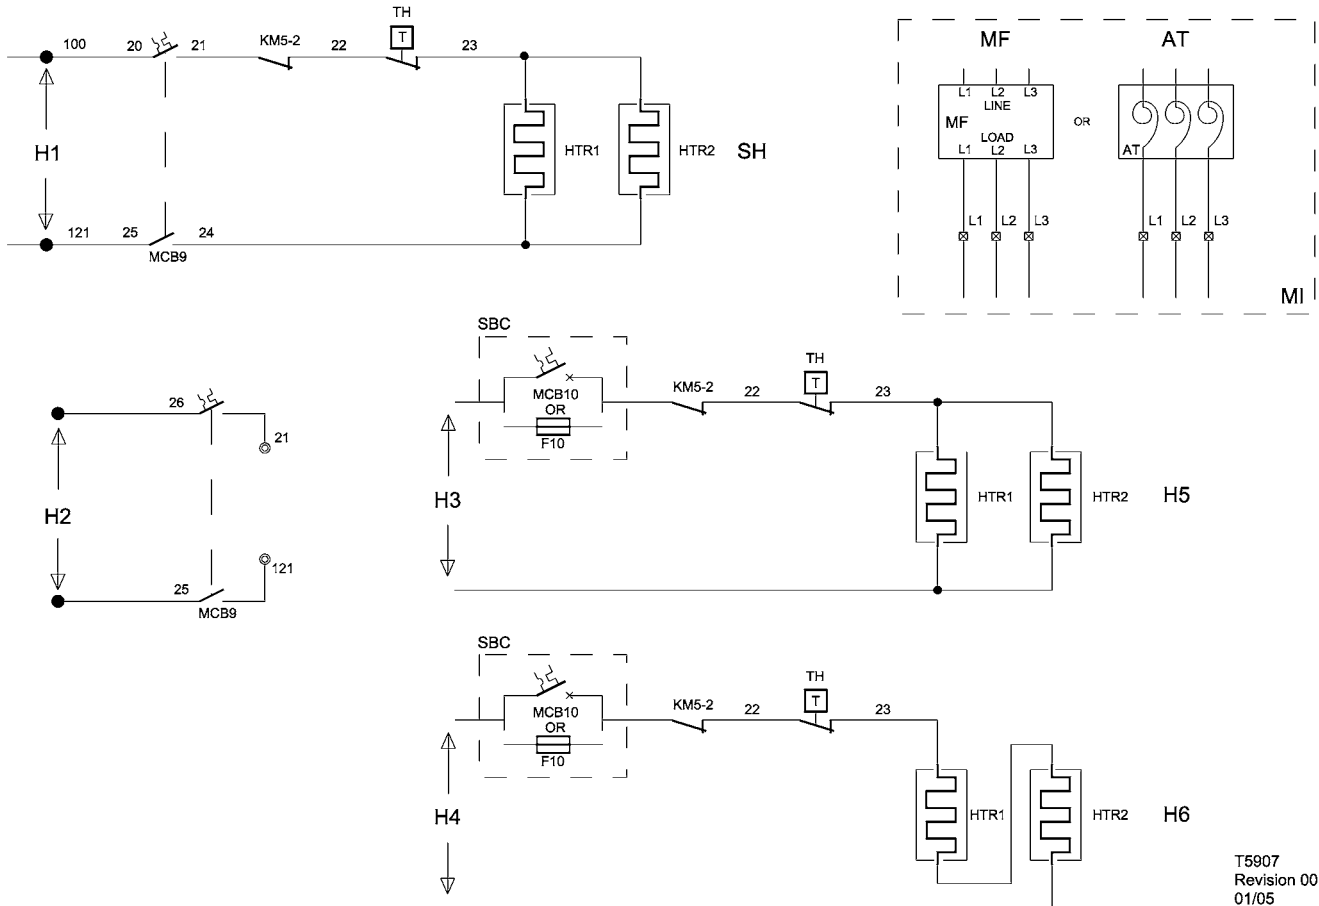 TH
T
100
20
21
KM5-2
22
23
H1
HTR1
HTR2
SH
121
25
24
MCB9
MF
AT
L1
L2
L3
LINE
MF
LOAD
L1
L2
L3
OR
AT
L1
L2
L3
L1
L2
L3
MI
26
21
H2
121
25
MCB9
SBC
MCB10
OR
F10
KM5-2
22
TH
T
23
H3
HTR1
HTR2
H5
SBC
MCB10
OR
F10
KM5-2
22
TH
T
23
H4
HTR1
HTR2
H6
T5907
Revision 00
01/05